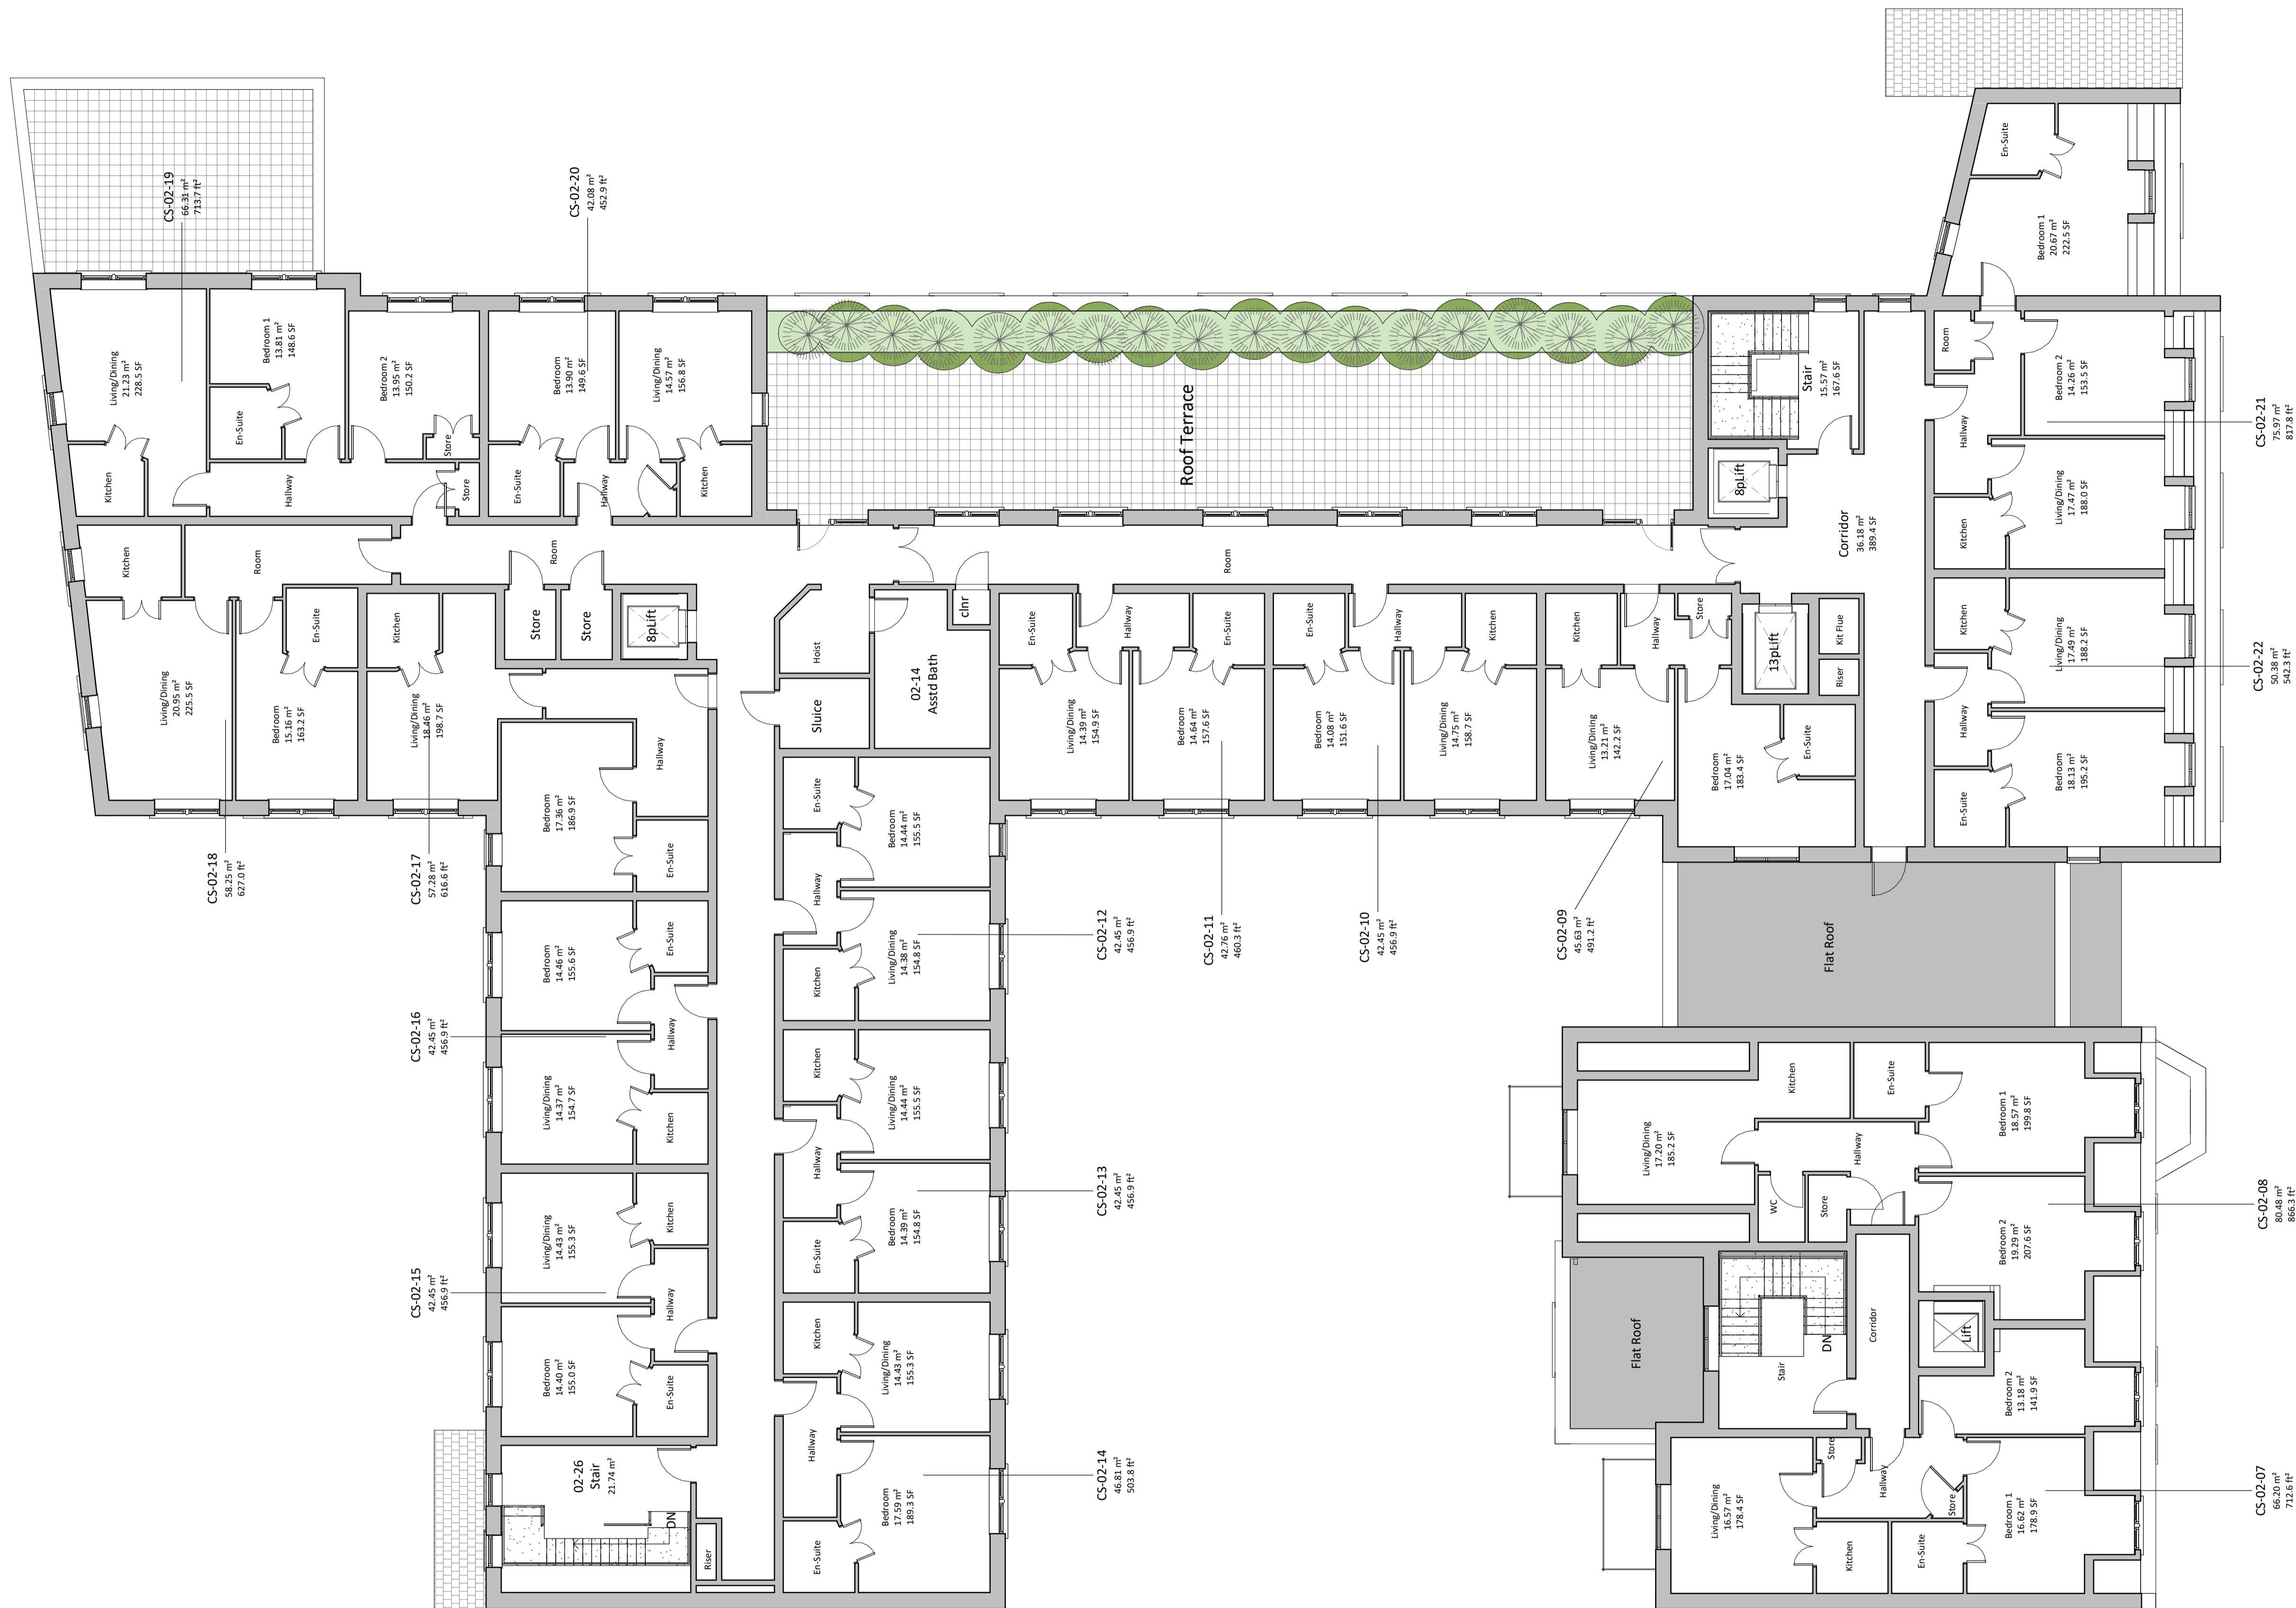 CS-02-19
66.31 m²
713.7 ft²
Living/Dining
21.23 m²
228.5 SF
Bedroom 1
13.81 m²
148.6 SF
En-Suite
Kitchen
Hallway
Bedroom 2
13.95 m²
150.2 SF
Store
Store
CS-02-20
42.08 m²
452.9 ft²
Bedroom
13.90 m²
149.6 SF
Living/Dining
14.57 m²
156.8 SF
En-Suite
Hallway
Kitchen
Roof Terrace
Stair
15.57 m²
167.6 SF
8pLift
Corridor
36.18 m²
389.4 SF
En-Suite
Bedroom 1
20.67 m²
222.5 SF
Room
Bedroom 2
14.26 m²
153.5 SF
Hallway
Living/Dining
17.47 m²
188.0 SF
Kitchen
CS-02-21
75.97 m²
817.8 ft²
Kitchen
Living/Dining
17.49 m²
188.2 SF
Hallway
Bedroom
18.13 m²
195.2 SF
En-Suite
CS-02-22
50.38 m²
542.3 ft²
Kitchen
Room
Living/Dining
20.95 m²
225.5 SF
En-Suite
Bedroom
15.16 m²
163.2 SF
CS-02-18
58.25 m²
627.0 ft²
Kitchen
Living/Dining
18.46 m²
198.7 SF
CS-02-17
57.28 m²
616.6 ft²
Room
Store
Store
8pLift
Hallway
Bedroom
17.36 m²
186.9 SF
En-Suite
Hoist
Sluice
02-14
Asstd Bath
clnr
Room
En-Suite
Hallway
En-Suite
Living/Dining
14.39 m²
154.9 SF
Bedroom
14.64 m²
157.6 SF
CS-02-11
42.76 m²
460.3 ft²
En-Suite
Hallway
Kitchen
Bedroom
14.08 m²
151.6 SF
Living/Dining
14.75 m²
158.7 SF
CS-02-10
42.45 m²
456.9 ft²
Kitchen
Hallway
Store
Living/Dining
13.21 m²
142.2 SF
Bedroom
17.04 m²
183.4 SF
En-Suite
CS-02-09
45.63 m²
491.2 ft²
13pLift
Kit Flue
Riser
Bedroom
14.46 m²
155.6 SF
En-Suite
Hallway
Living/Dining
14.37 m²
154.7 SF
Kitchen
CS-02-16
42.45 m²
456.9 ft²
Living/Dining
14.43 m²
155.3 SF
Kitchen
Hallway
Bedroom
14.40 m²
155.0 SF
En-Suite
CS-02-15
42.45 m²
456.9 ft²
02-26
Stair
21.74 m²
DN
Riser
En-Suite
Bedroom
14.44 m²
155.5 SF
Hallway
Living/Dining
14.38 m²
154.8 SF
Kitchen
CS-02-12
42.45 m²
456.9 ft²
Kitchen
Living/Dining
14.44 m²
155.5 SF
Hallway
Bedroom
14.39 m²
154.8 SF
En-Suite
CS-02-13
42.45 m²
456.9 ft²
Kitchen
Living/Dining
14.43 m²
155.3 SF
Hallway
Bedroom
17.59 m²
189.3 SF
En-Suite
CS-02-14
46.81 m²
503.8 ft²
Flat Roof
Living/Dining
17.20 m²
185.2 SF
Kitchen
En-Suite
Bedroom 1
18.57 m²
199.8 SF
Hallway
WC
Store
Bedroom 2
19.29 m²
207.6 SF
CS-02-08
80.48 m²
866.3 ft²
Flat Roof
Stair
DN
Corridor
Lift
Bedroom 2
13.18 m²
141.9 SF
Living/Dining
16.57 m²
178.4 SF
Store
Hallway
Store
Kitchen
En-Suite
Bedroom 1
16.62 m²
178.9 SF
CS-02-07
66.20 m²
712.6 ft²